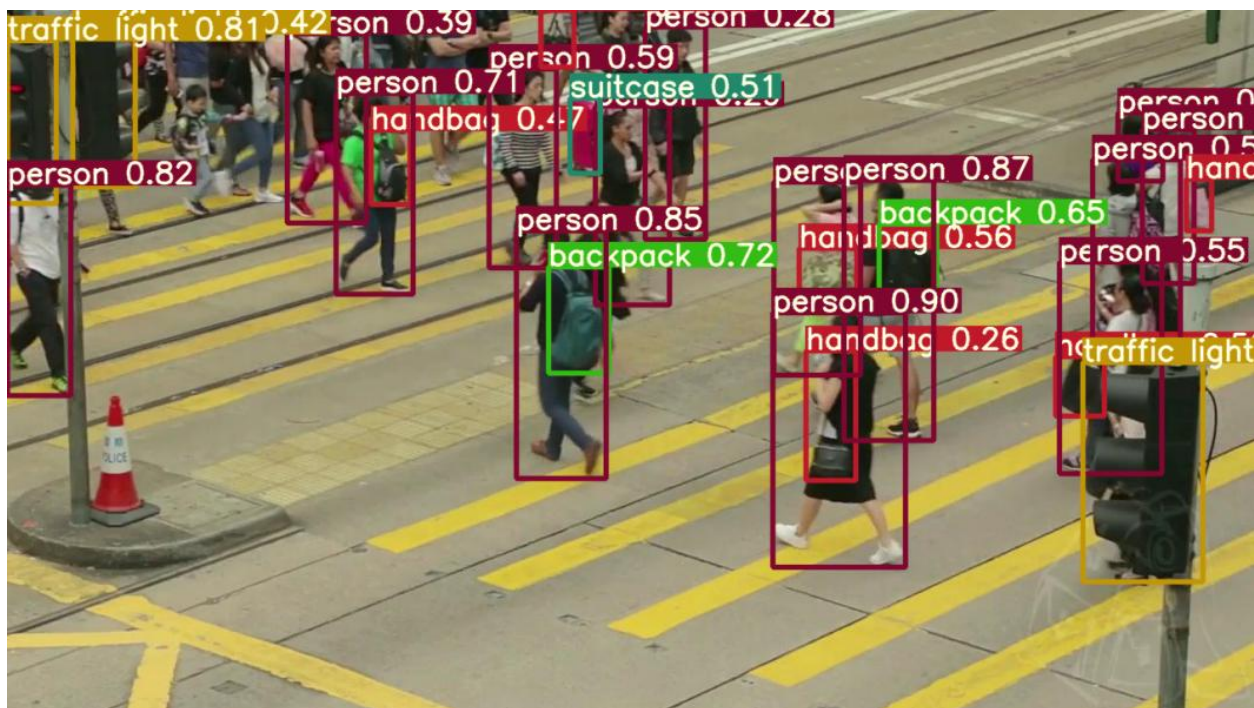 traffic light 0.81
0.42
rson 0.39
person 0.28
person 0.59
person 0.71
suitcase 0.51
handbag 0.47
person 0.82
person
person 0.87
person 0.85
backpack 0.65
handbag 0.56
backpack 0.72
person 0.55
person 0.90
handbag 0.26
traffic light
POLICE